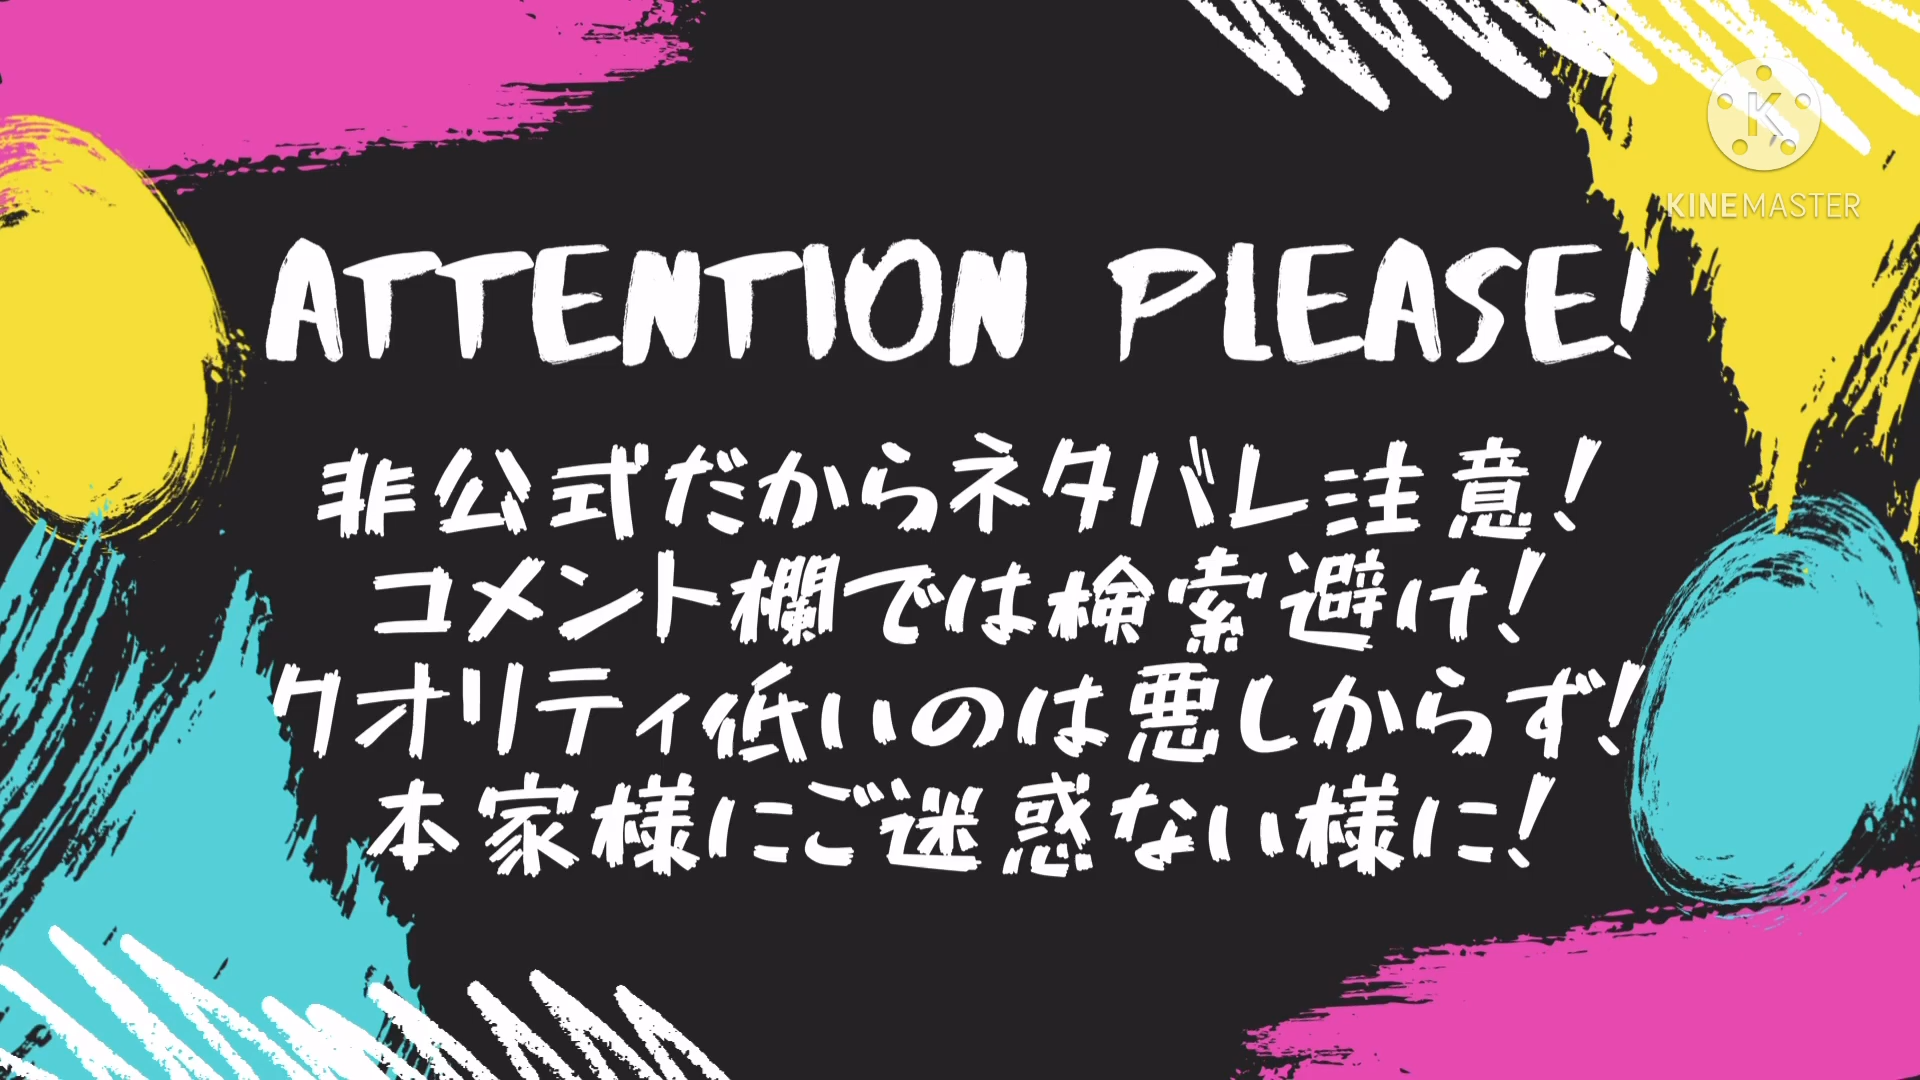 K
KINEMASTER
ATTENTION PLEASE!
非公式だからネタバレ注意!
コメント欄では検索避け!
クオリティ低いのは悪しからず!
本家様にご迷惑ない様に!